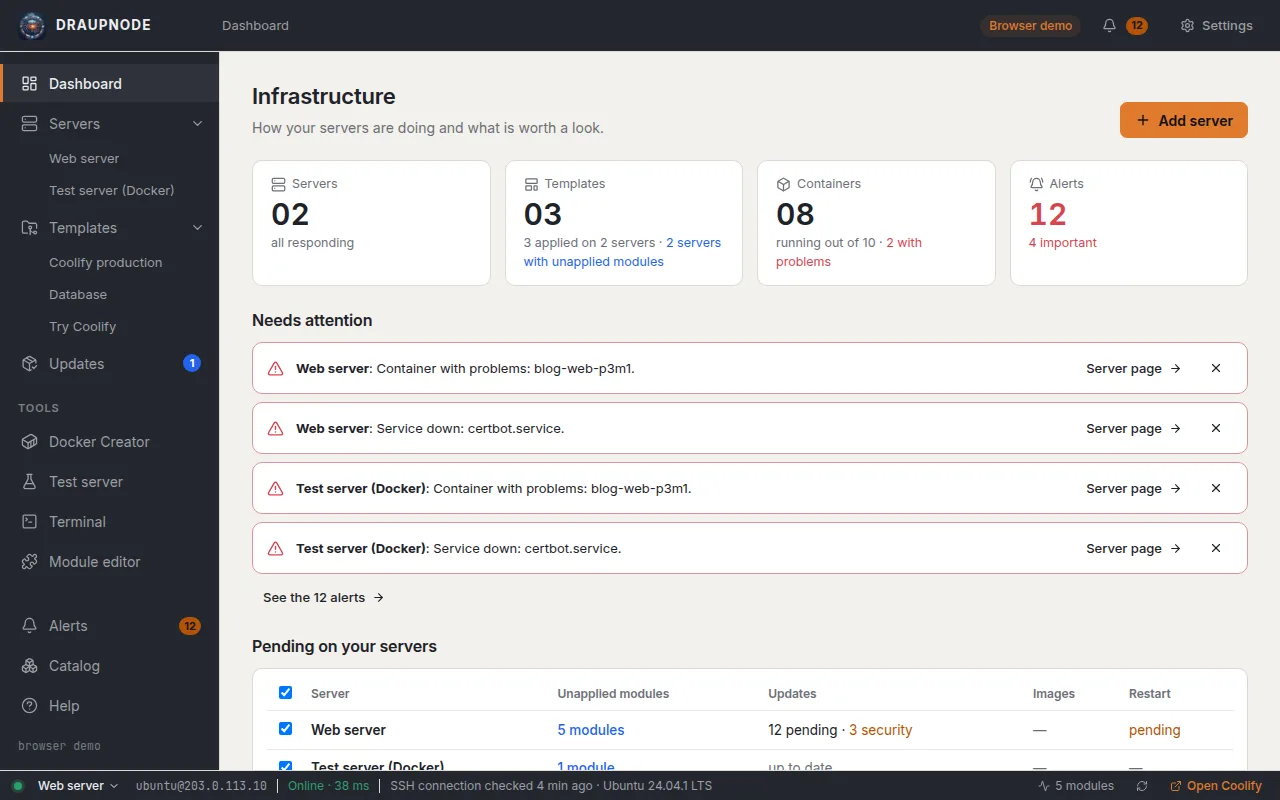 DRAUPNODE
Dashboard
Browser demo
12
Settings
Dashboard
Servers
Web server
Test server (Docker)
Templates
Coolify production
Database
Try Coolify
Updates
1
TOOLS
Docker Creator
Test server
Terminal
Module editor
Alerts
12
Catalog
Help
browser demo
Infrastructure
How your servers are doing and what is worth a look.
+ Add server
Servers
02
all responding
Templates
03
3 applied on 2 servers · 2 servers
with unapplied modules
Containers
08
running out of 10 · 2 with
problems
Alerts
12
4 important
Needs attention
Web server: Container with problems: blog-web-p3m1.
Server page →
Web server: Service down: certbot.service.
Server page →
Test server (Docker): Container with problems: blog-web-p3m1.
Server page →
Test server (Docker): Service down: certbot.service.
Server page →
See the 12 alerts →
Pending on your servers
Server Unapplied modules Updates Images Restart
Web server 5 modules 12 pending · 3 security — pending
Test server (Docker) 1 module up to date — —
Web server ubuntu@203.0.113.10 Online · 38 ms SSH connection checked 4 min ago · Ubuntu 24.04.1 LTS 5 modules Open Coolify